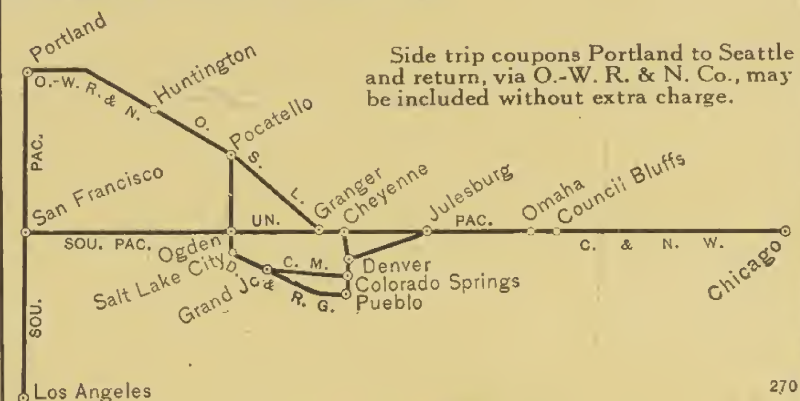 Portland
Side trip coupons Portland to Seattle
and return, via O.-W. R. & N. Co., may
be included without extra charge.
O.-W. R. & N.
Huntington
O. S. L.
Pocatello
PAC.
San Francisco
Granger
Cheyenne
Julesburg
Omaha
Council Bluffs
UN.
PAC.
SOU. PAC.
Ogden
C. & N. W.
Chicago
Salt Lake City
C. M.
Denver
D. & R. G.
Grand Jc.
Colorado Springs
Pueblo
SOU.
Los Angeles
270